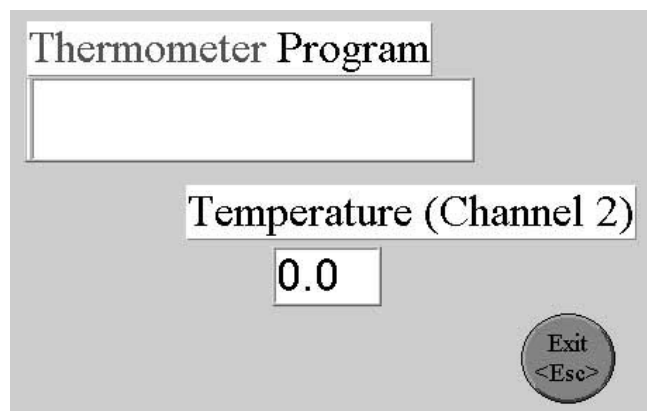 Thermometer Program
Temperature (Channel 2)
0.0
Exit
<Esc>